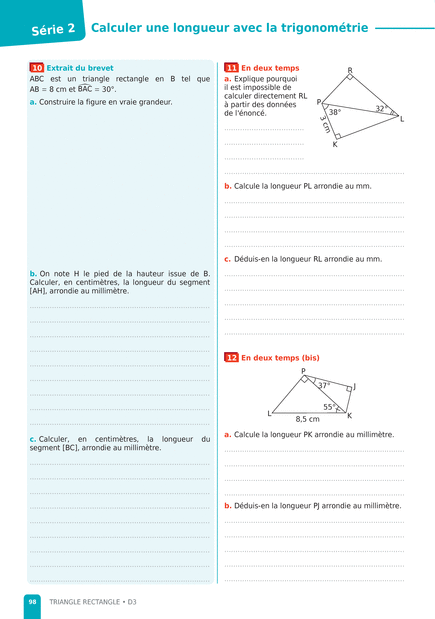 Série 2
Calculer une longueur avec la trigonométrie
10 Extrait du brevet
ABC est un triangle rectangle en B tel que
AB = 8 cm et BAC = 30°.
a. Construire la figure en vraie grandeur.
b. On note H le pied de la hauteur issue de B.
Calculer, en centimètres, la longueur du segment
[AH], arrondie au millimètre.
c. Calculer, en centimètres, la longueur du
segment [BC], arrondie au millimètre.
11 En deux temps
a. Explique pourquoi
il est impossible de
calculer directement RL
à partir des données
de l'énoncé.
R
P
38°
32°
L
3 cm
K
b. Calcule la longueur PL arrondie au mm.
c. Déduis-en la longueur RL arrondie au mm.
12 En deux temps (bis)
P
37°
J
55°
L
K
8,5 cm
a. Calcule la longueur PK arrondie au millimètre.
b. Déduis-en la longueur PJ arrondie au millimètre.
98 TRIANGLE RECTANGLE • D3